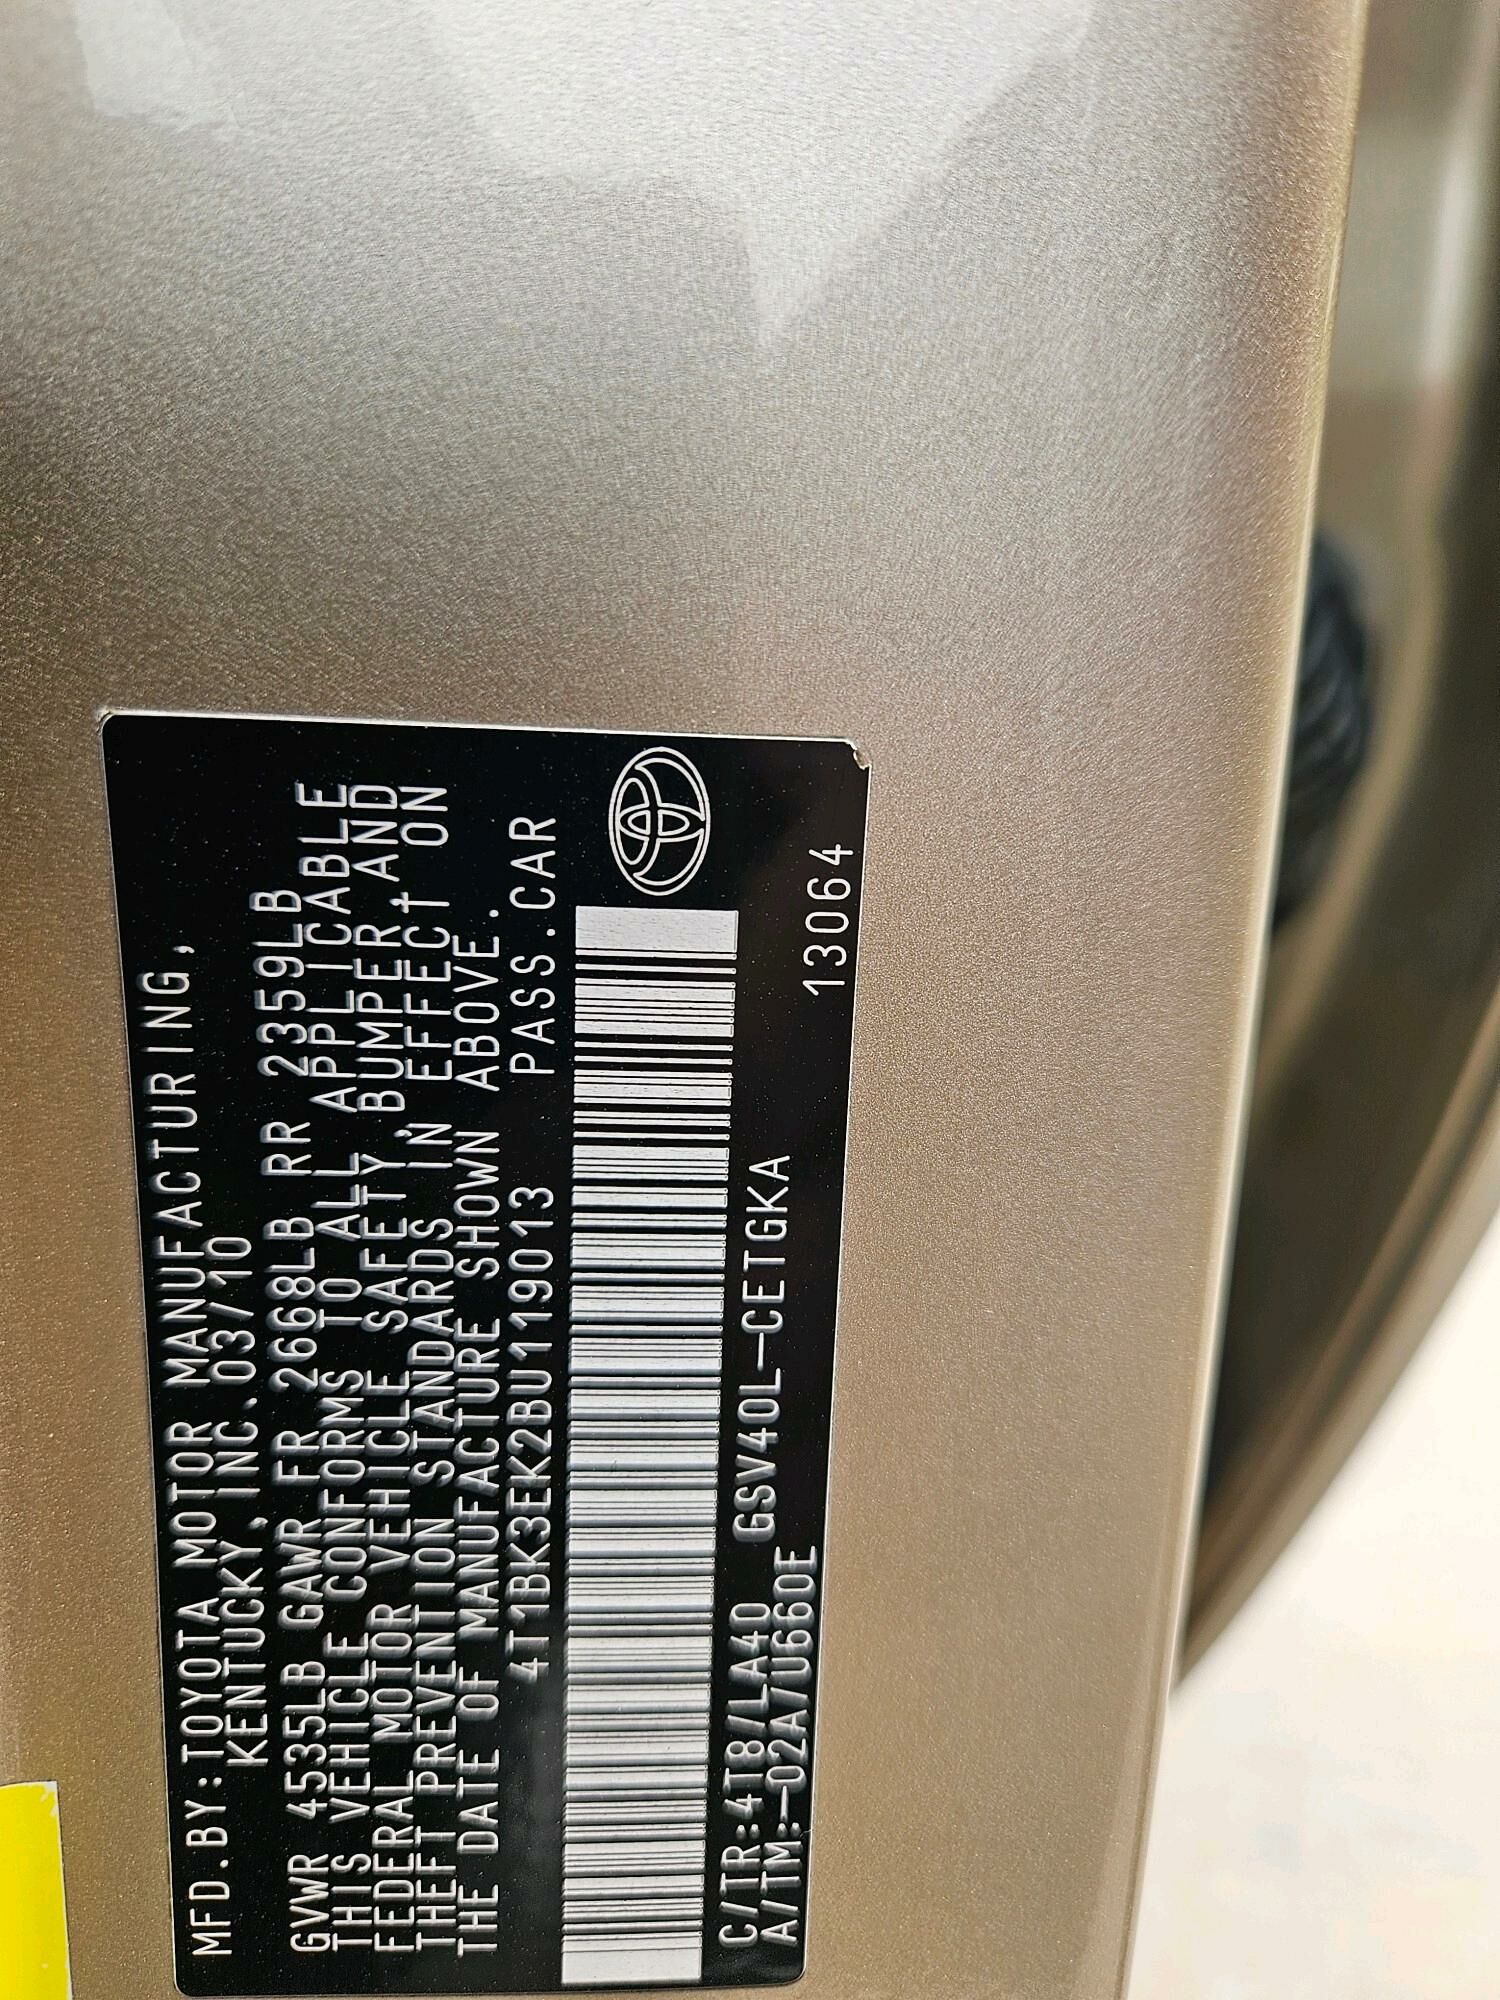 MFD.BY:TOYOTA MOTOR MANUFACTURING,
KENTUCKY, INC.03/10
GVWR 4535LB GAWR FR 2668LB RR 2359LB
THIS VEHICLE CONFORMS TO ALL APPLICABLE
FEDERAL MOTOR VEHICLE SAFETY, BUMPER, AND
THEFT PREVENTION STANDARDS IN EFFECT ON
THE DATE OF MANUFACTURE SHOWN ABOVE.
4T1BK3EK2BU119013 PASS.CAR
C/TR:4T8/LA40 GSV40L-CETGKA
A/TM:-02A/U660E 13064